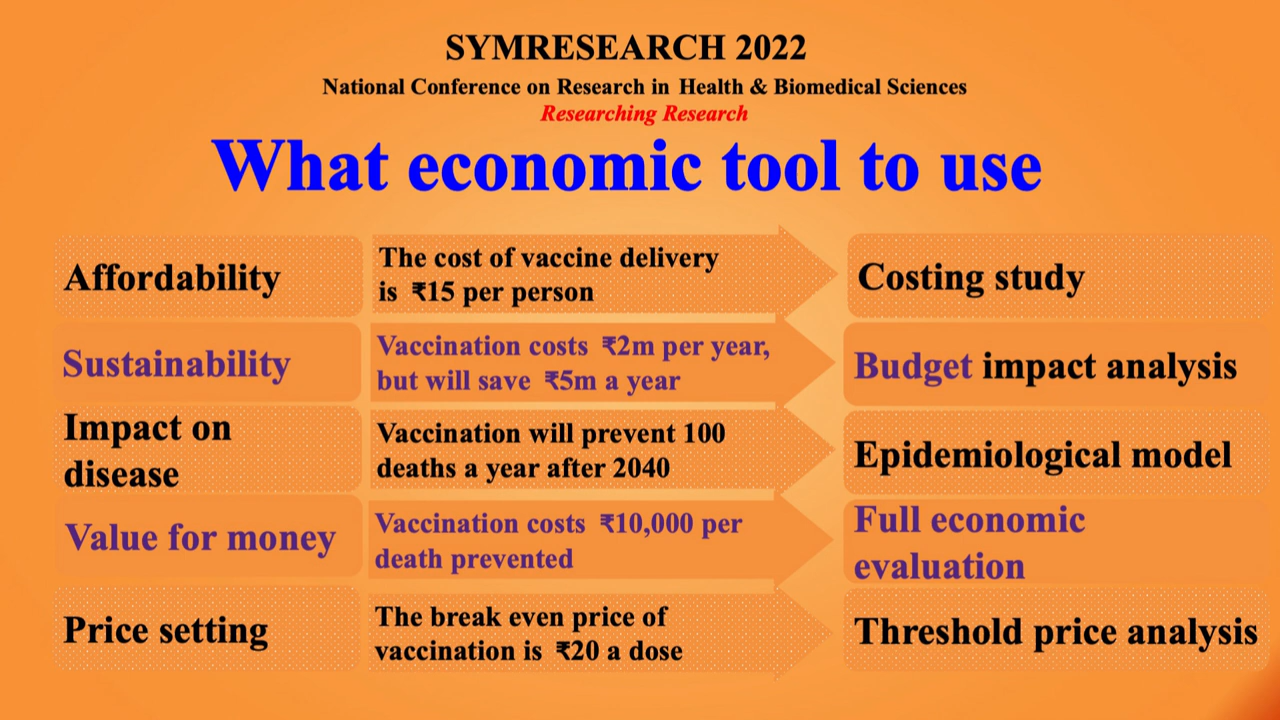 SYMRESEARCH 2022
National Conference on Research in Health & Biomedical Sciences
Researching Research
What economic tool to use
Affordability
The cost of vaccine delivery
is ₹15 per person
Costing study
Sustainability
Vaccination costs ₹2m per year,
but will save ₹5m a year
Budget impact analysis
Impact on
disease
Vaccination will prevent 100
deaths a year after 2040
Epidemiological model
Value for money
Vaccination costs ₹10,000 per
death prevented
Full economic
evaluation
Price setting
The break even price of
vaccination is ₹20 a dose
Threshold price analysis